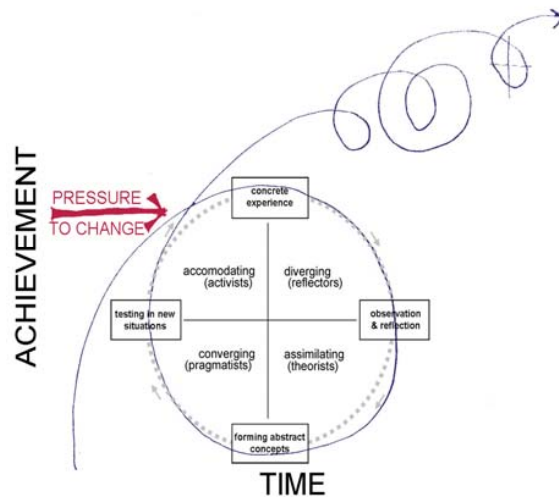 ACHIEVEMENT
PRESSURE
TO CHANGE
concrete
experience
accomodating
(activists)
diverging
(reflectors)
testing in new
situations
observation
& reflection
converging
(pragmatists)
assimilating
(theorists)
forming abstract
concepts
TIME